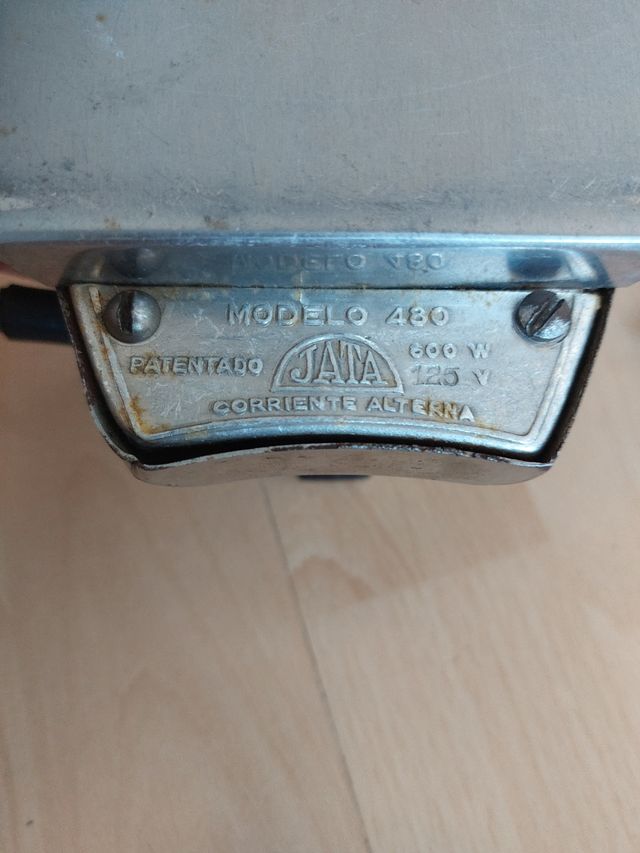 MODELO 480
PATENTADO JATA 600 W
125 V
CORRIENTE ALTERNA